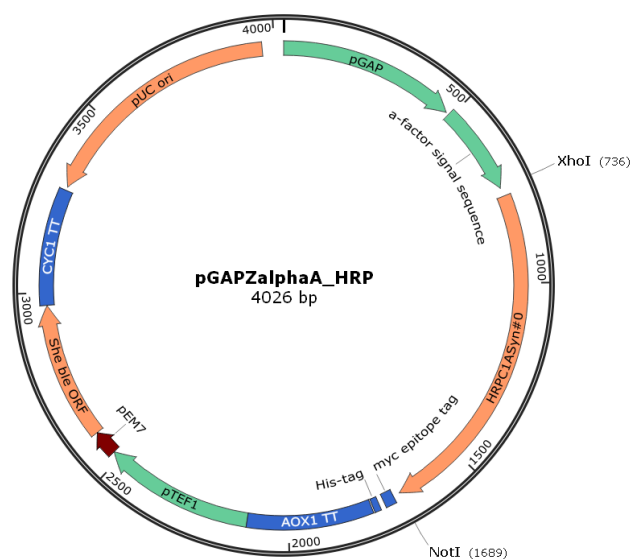 4000
pGAP
500
a-factor signal sequence
XhoI (736)
pUC ori
3500
CYC1 TT
pGAPZalphaA_HRP
4026 bp
1000
3000
HRPC1ASyn#0
She ble ORF
pEM7
myc epitope tag
His-tag
1500
2500
pTEF1
AOX1 TT
2000
NotI (1689)